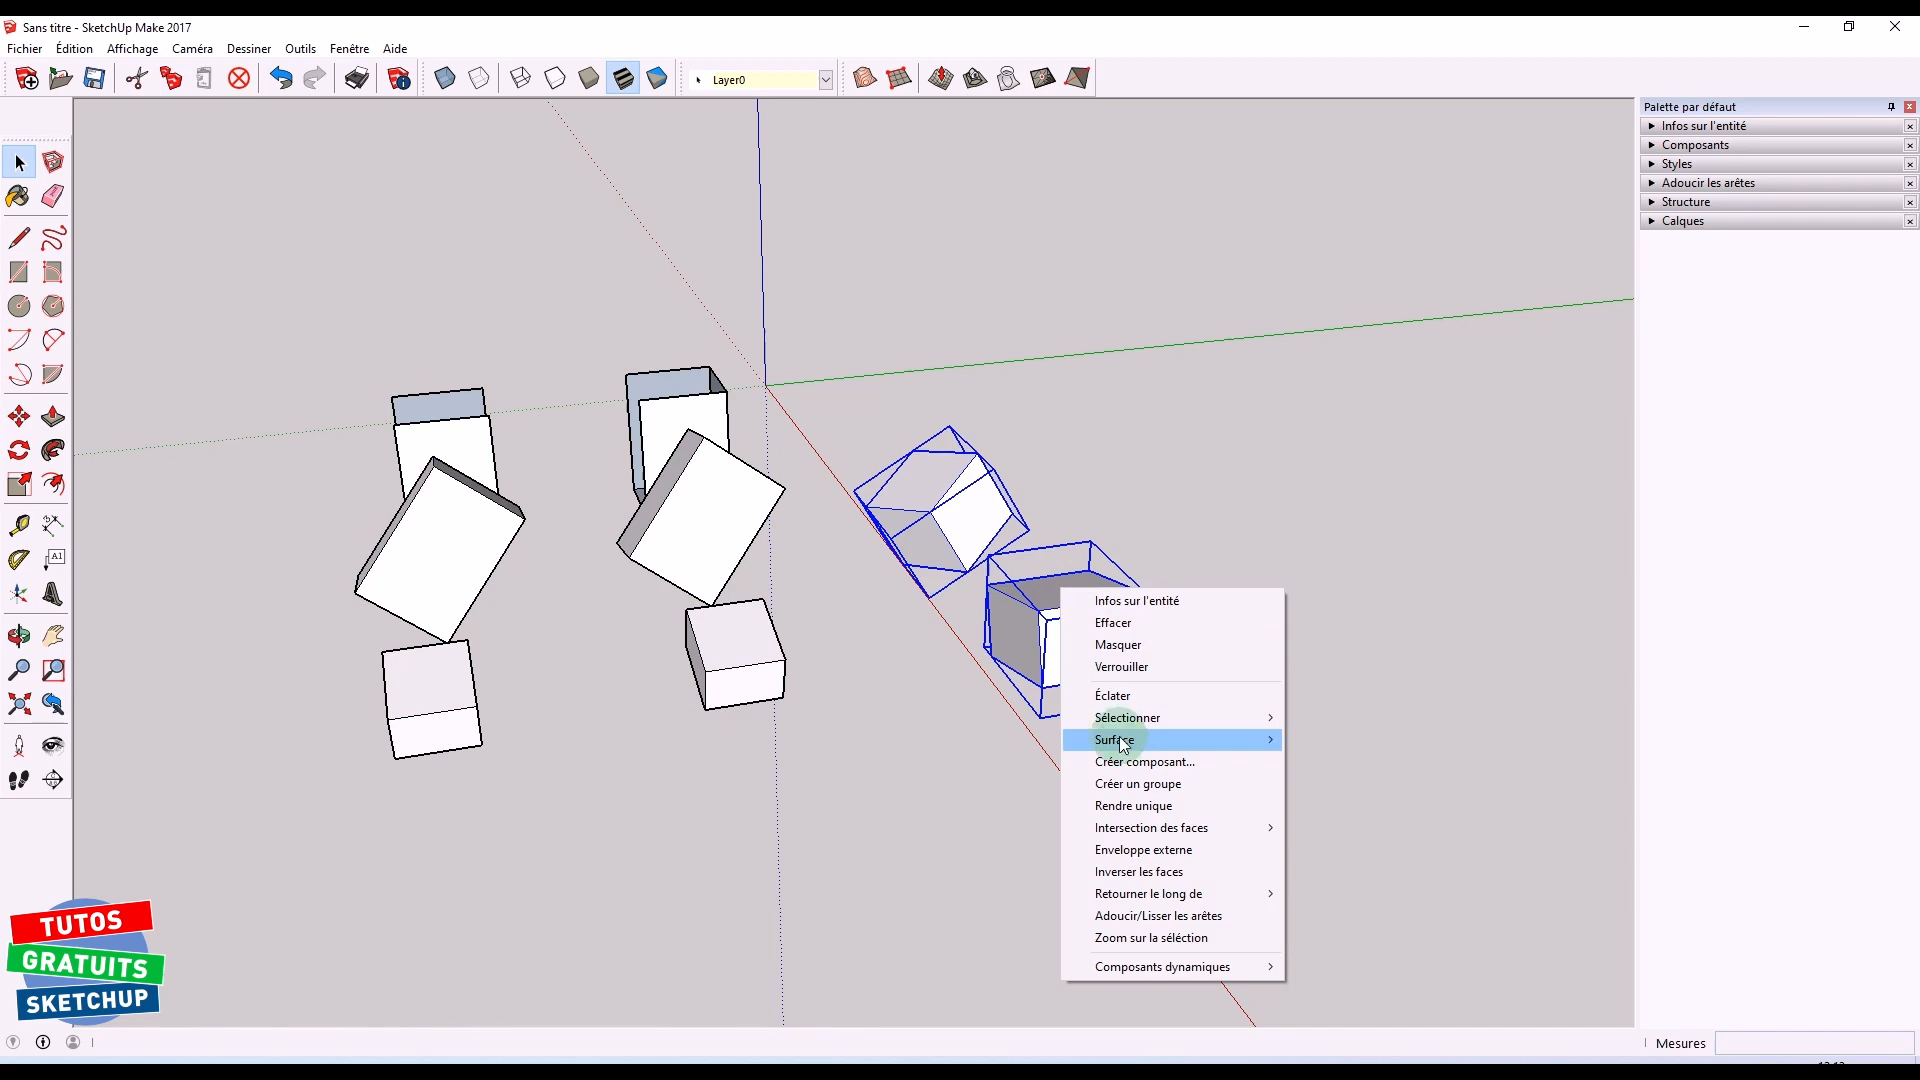 Sans titre - SketchUp Make 2017
Fichier Édition Affichage Caméra Dessiner Outils Fenêtre Aide
Layer0
Palette par défaut
Infos sur l'entité
Composants
Styles
Adoucir les arêtes
Structure
Calques
A1
Infos sur l'entité
Effacer
Masquer
Verrouiller
Éclater
Sélectionner
Surface
Créer composant...
Créer un groupe
Rendre unique
Intersection des faces
Enveloppe externe
Inverser les faces
Retourner le long de
Adoucir/Lisser les arêtes
Zoom sur la séléction
Composants dynamiques
TUTOS
GRATUITS
SKETCHUP
Mesures